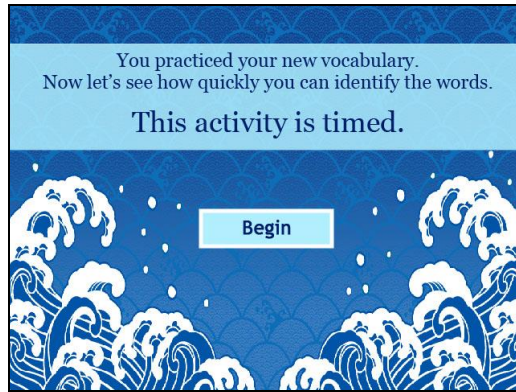 You practiced your new vocabulary.
Now let's see how quickly you can identify the words.
This activity is timed.
Begin